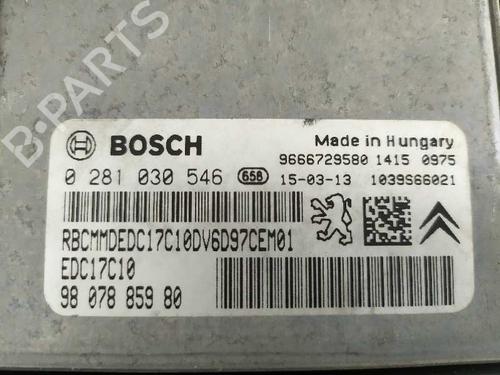 B-PARTS
BOSCH
Made in Hungary
9666729580 1415 0975
0 281 030 546 658 15-03-13 1039S66021
RBCMMDEDC17C10DV6D97CEM01
EDC17C10
98 078 859 80